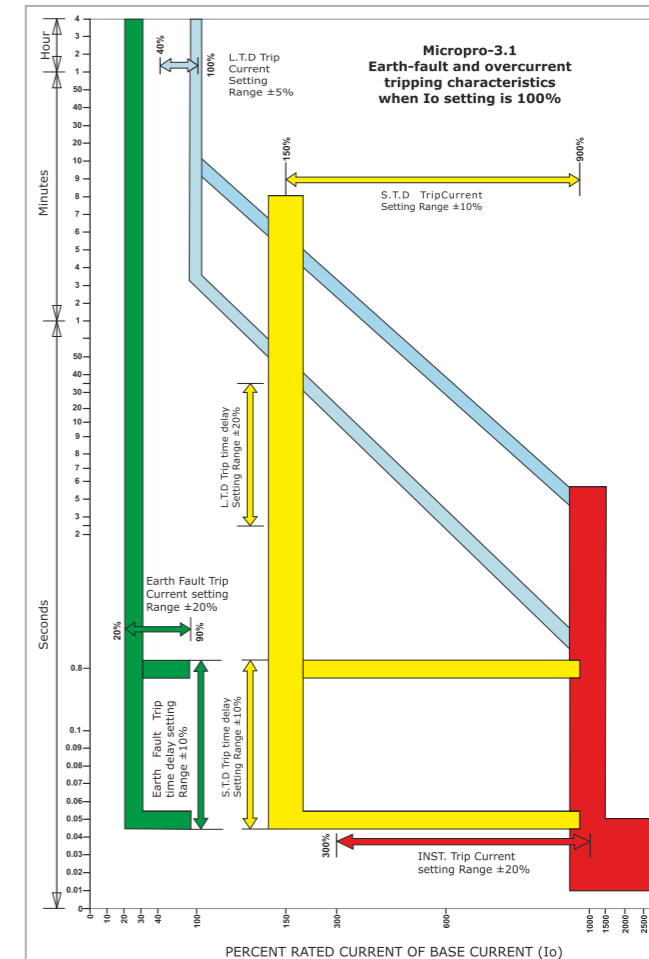 Micropro-3.1
Earth-fault and overcurrent
tripping characteristics
when Io setting is 100%
Hour
Minutes
Seconds
4
3
2
1
50
40
30
20
10
9
8
7
6
5
4
3
2
1
50
40
30
20
10
9
8
7
6
5
3
2
0.8
0.1
0.09
0.08
0.07
0.06
0.05
0.04
0.03
0.02
0.01
0
40%
100%
L.T.D Trip
Current
Setting
Range ±5%
150%
900%
S.T.D TripCurrent
Setting Range ±10%
L.T.D Trip time delay
Setting Range ±20%
Earth Fault Trip
Current setting
Range ±20%
20%
90%
Earth Fault Trip
time delay setting
Range ±10%
S.T.D Trip time delay
Setting Range ±10%
300%
INST. Trip Current
setting Range ±20%
0
10
20
30
40
100
150
300
600
1000
1500
2000
2500
PERCENT RATED CURRENT OF BASE CURRENT (Io)